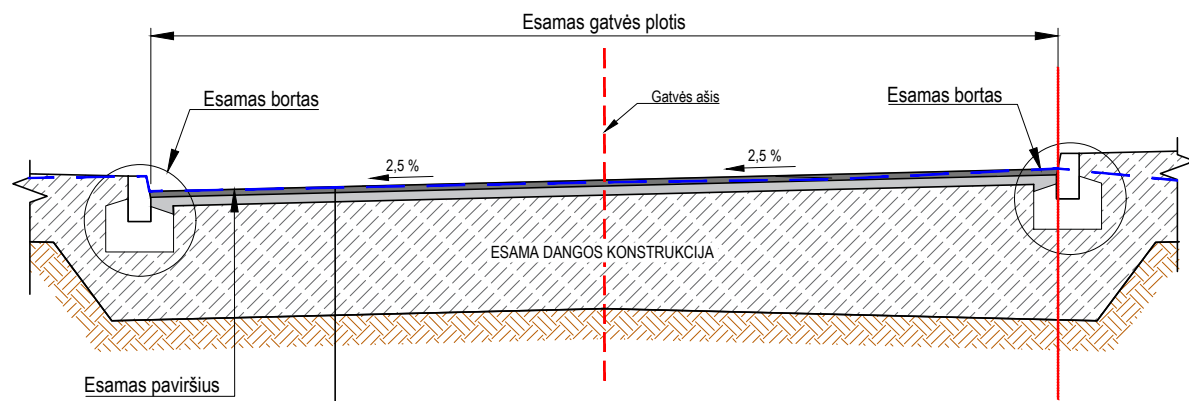 Esamas gatvės plotis
Esamas bortas
Gatvės ašis
Esamas bortas
2,5 %
2,5 %
ESAMA DANGOS KONSTRUKCIJA
Esamas paviršius